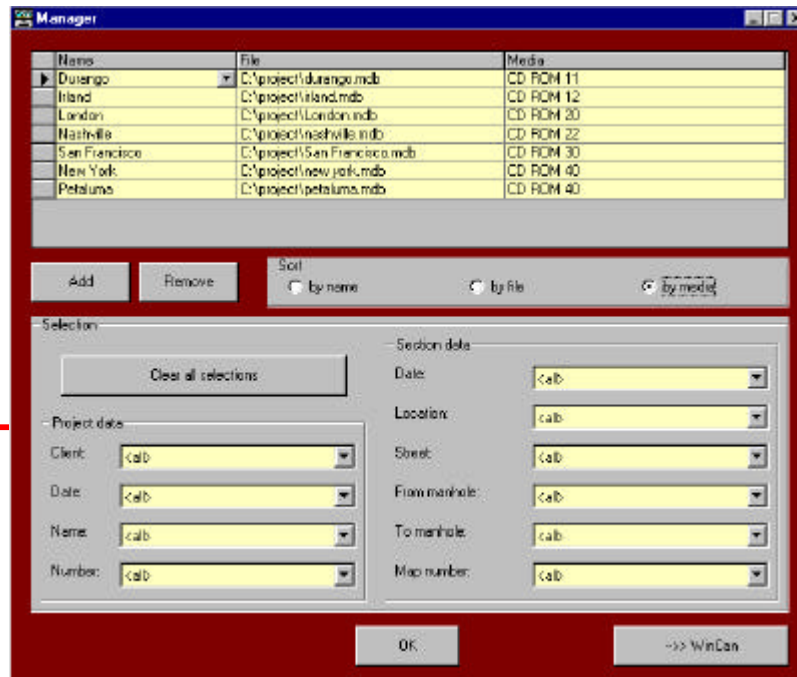 Manager
Name File Media
Durango C:\project\durango.mdb CD ROM 11
Irland C:\project\irland.mdb CD ROM 12
London C:\project\London.mdb CD ROM 20
Nashville C:\project\nashville.mdb CD ROM 22
San Francisco C:\project\San Francisco.mdb CD ROM 30
New York C:\project\new york.mdb CD ROM 40
Petaluma C:\project\petaluma.mdb CD ROM 40
Add Remove
Sort
by name by file by media
Selection
Clear all selections
Project data
Client: <all>
Date: <all>
Name: <all>
Number: <all>
Section data
Date: <all>
Location: <all>
Street: <all>
From manhole: <all>
To manhole: <all>
Map number: <all>
OK ->> WinCan